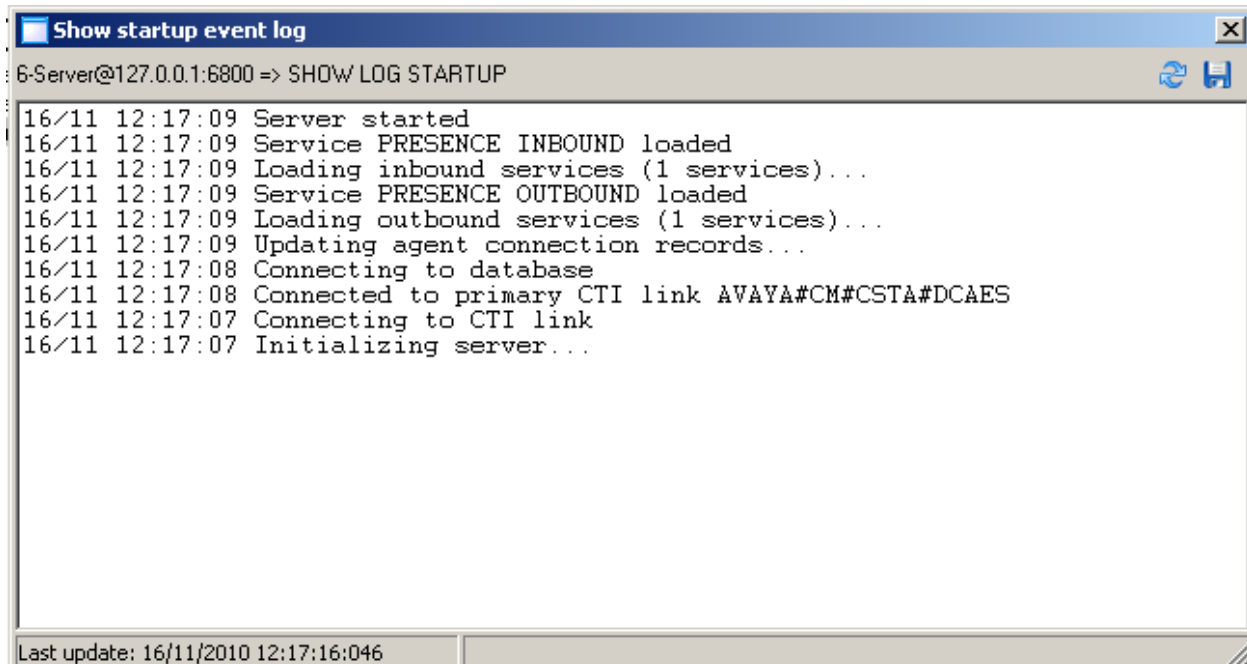 Show startup event log
6-Server@127.0.0.1:6800 => SHOW LOG STARTUP
16/11 12:17:09 Server started
16/11 12:17:09 Service PRESENCE INBOUND loaded
16/11 12:17:09 Loading inbound services (1 services)...
16/11 12:17:09 Service PRESENCE OUTBOUND loaded
16/11 12:17:09 Loading outbound services (1 services)...
16/11 12:17:09 Updating agent connection records...
16/11 12:17:08 Connecting to database
16/11 12:17:08 Connected to primary CTI link AVAYA#CM#CSTA#DCAES
16/11 12:17:07 Connecting to CTI link
16/11 12:17:07 Initializing server...
Last update: 16/11/2010 12:17:16:046